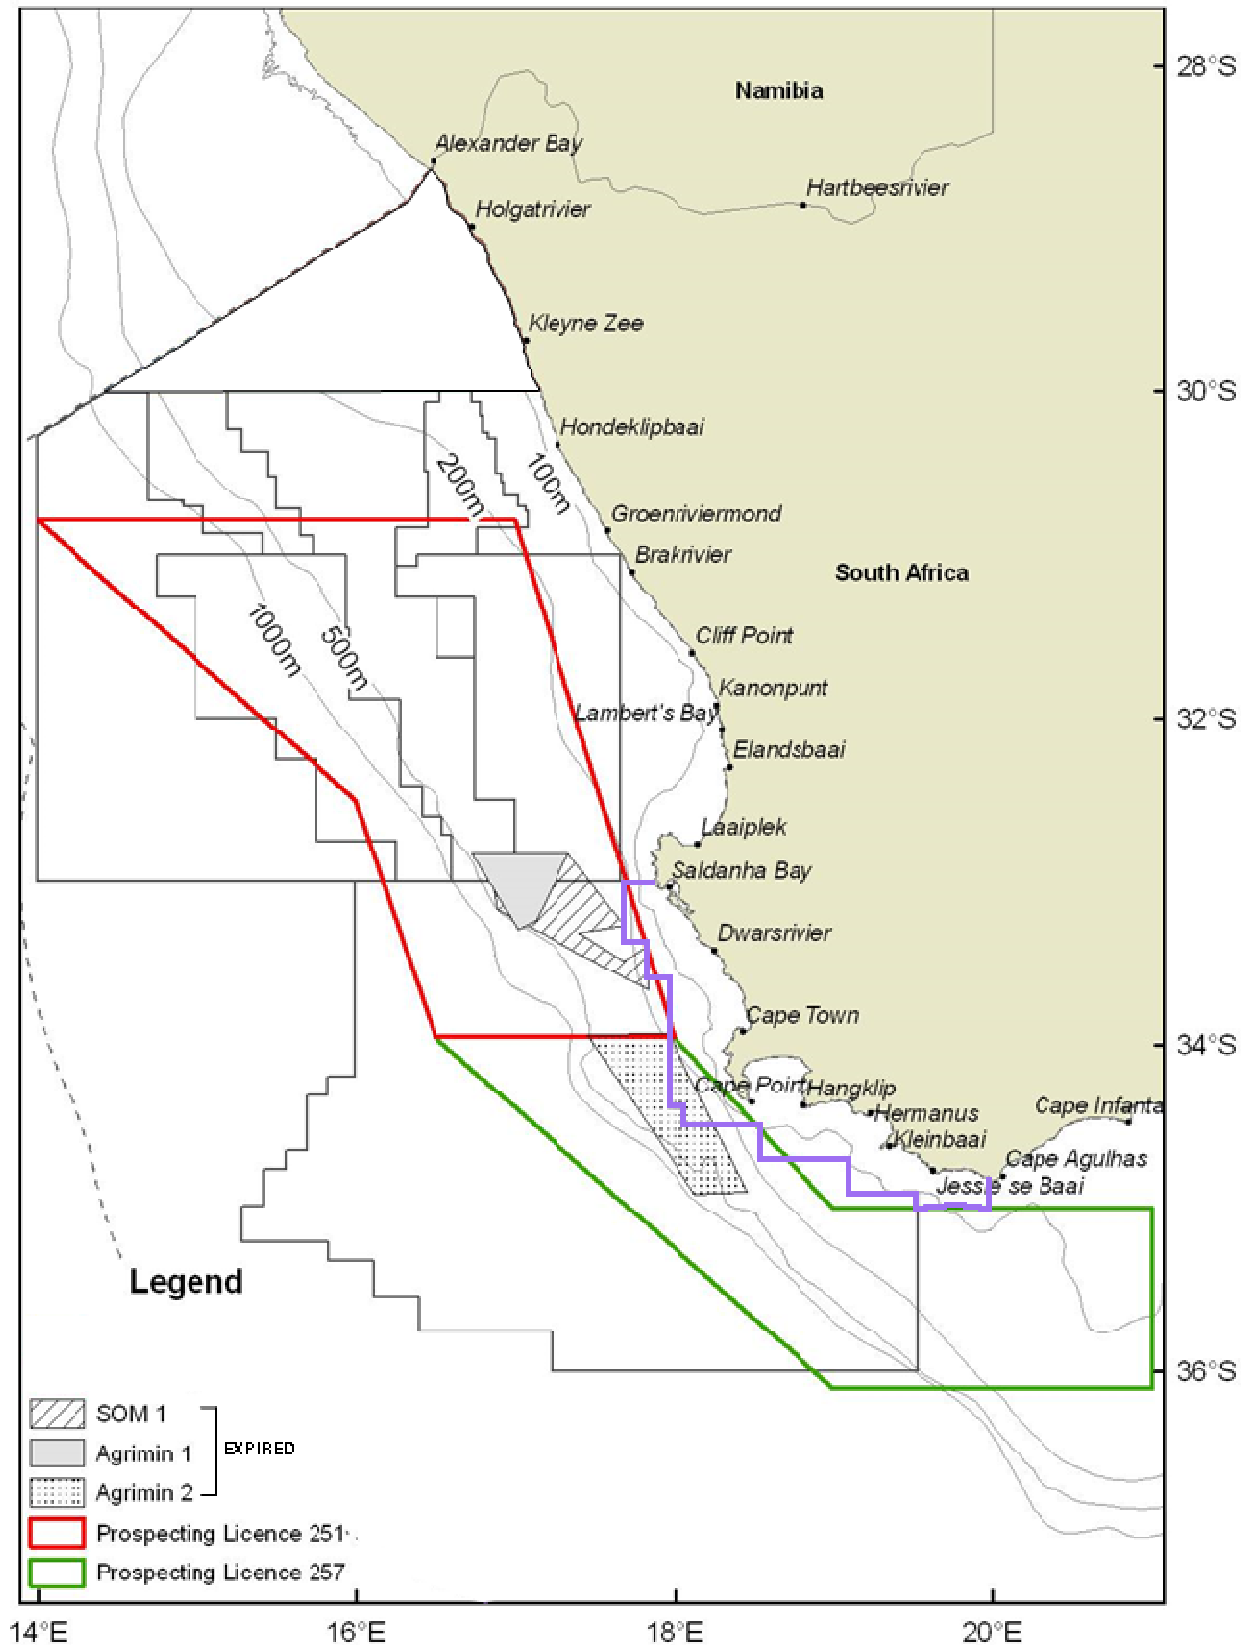 28°S
Namibia
Alexander Bay
Hartbeesrivier
Holgatrivier
Kleyne Zee
30°S
Hondeklipbaai
200m
100m
Groenriviermond
Brakrivier
South Africa
1000m
500m
Cliff Point
Kanonpunt
Lambert's Bay
32°S
Elandsbaai
Laaiplek
Saldanha Bay
Dwarsrivier
Cape Town
34°S
Cape Point
Hangklip
Cape Infanta
Hermanus
Kleinbaai
Cape Agulhas
Jessie se Baai
Legend
36°S
SOM 1
Agrimin 1
EXPIRED
Agrimin 2
Prospecting Licence 251
Prospecting Licence 257
14°E
16°E
18°E
20°E